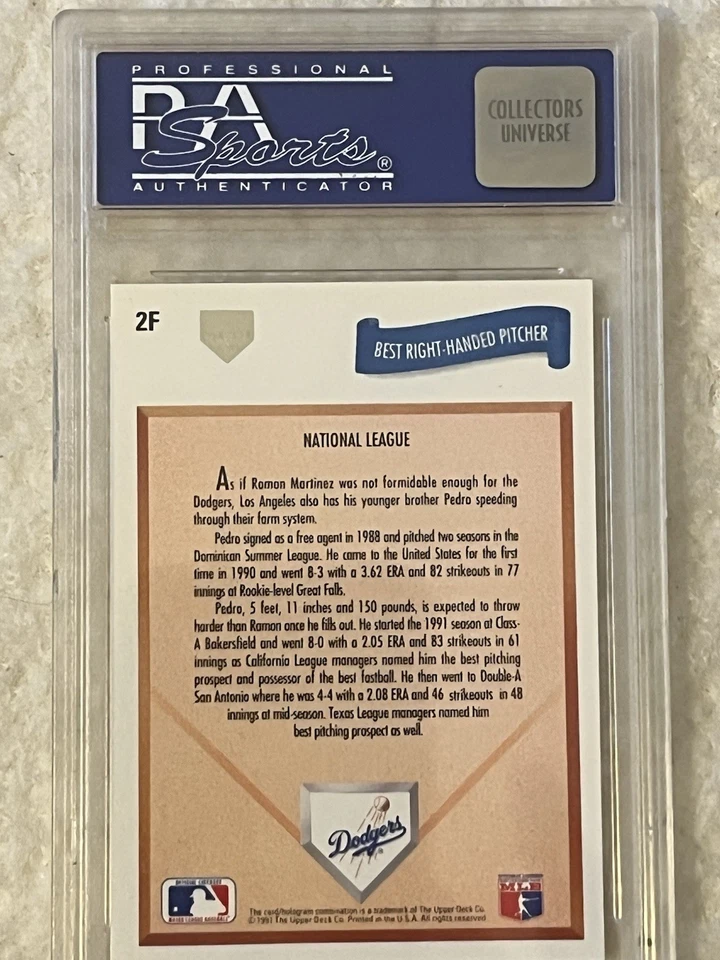 PROFESSIONAL
PSA
Sports®
AUTHENTICATOR
COLLECTORS
UNIVERSE
2F
BEST RIGHT-HANDED PITCHER
NATIONAL LEAGUE
As if Ramon Martinez was not formidable enough for the
Dodgers, Los Angeles also has his younger brother Pedro speeding
through their farm system.
Pedro signed as a free agent in 1988 and pitched two seasons in the
Dominican Summer League. He came to the United States for the first
time in 1990 and went 8-3 with a 3.62 ERA and 82 strikeouts in 77
innings at Rookie-level Great Falls.
Pedro, 5 feet, 11 inches and 150 pounds, is expected to throw
harder than Ramon once he fills out. He started the 1991 season at Class-
A Bakersfield and went 8-0 with a 2.05 ERA and 83 strikeouts in 61
innings as California League managers named him the best pitching
prospect and possessor of the best fastball. He then went to Double-A
San Antonio where he was 4-4 with a 2.08 ERA and 46 strikeouts in 48
innings at mid-season. Texas League managers named him
best pitching prospect as well.
Dodgers
MLB
The card/hologram combination is a trademark of The Upper Deck Co.
© 1991 The Upper Deck Co. Printed in the U.S.A. All rights reserved